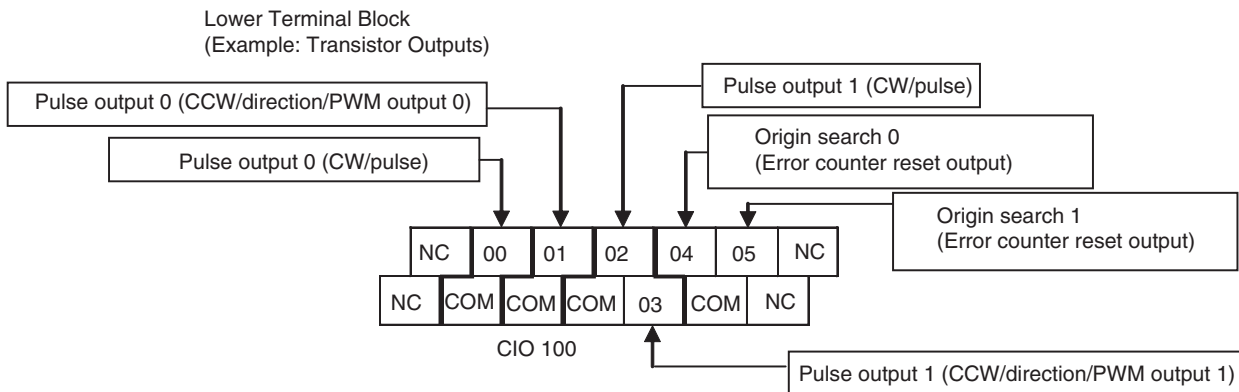 Lower Terminal Block
(Example: Transistor Outputs)
Pulse output 0 (CCW/direction/PWM output 0)
Pulse output 0 (CW/pulse)
Pulse output 1 (CW/pulse)
Origin search 0
(Error counter reset output)
Origin search 1
(Error counter reset output)
NC 00 01 02 04 05 NC
NC COM COM COM 03 COM NC
CIO 100
Pulse output 1 (CCW/direction/PWM output 1)